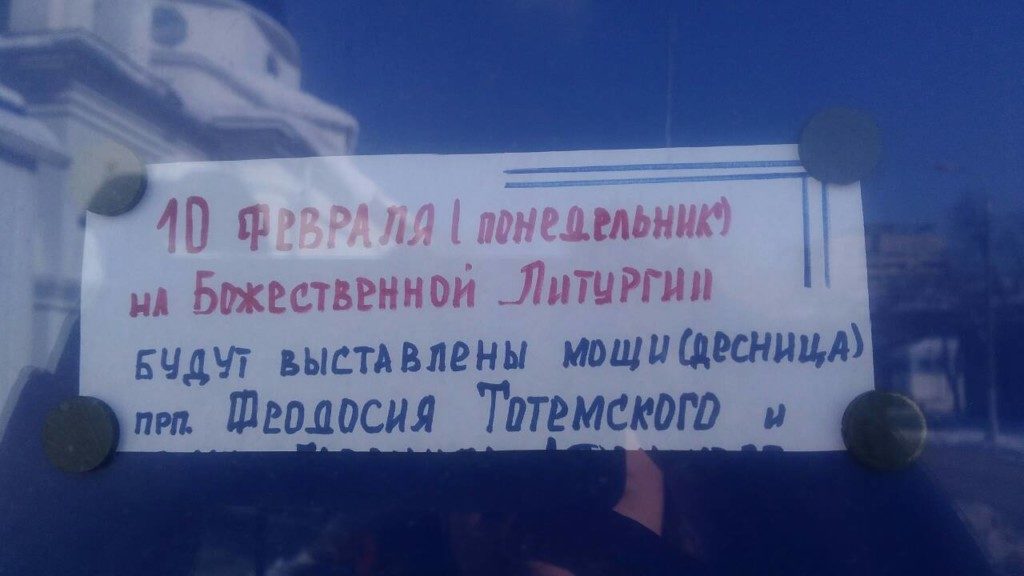 10 ФЕВРАЛЯ (понедельник)
на Божественной Литургии
будут выставлены мощи (десница)
прп. Феодосия Тотемского и